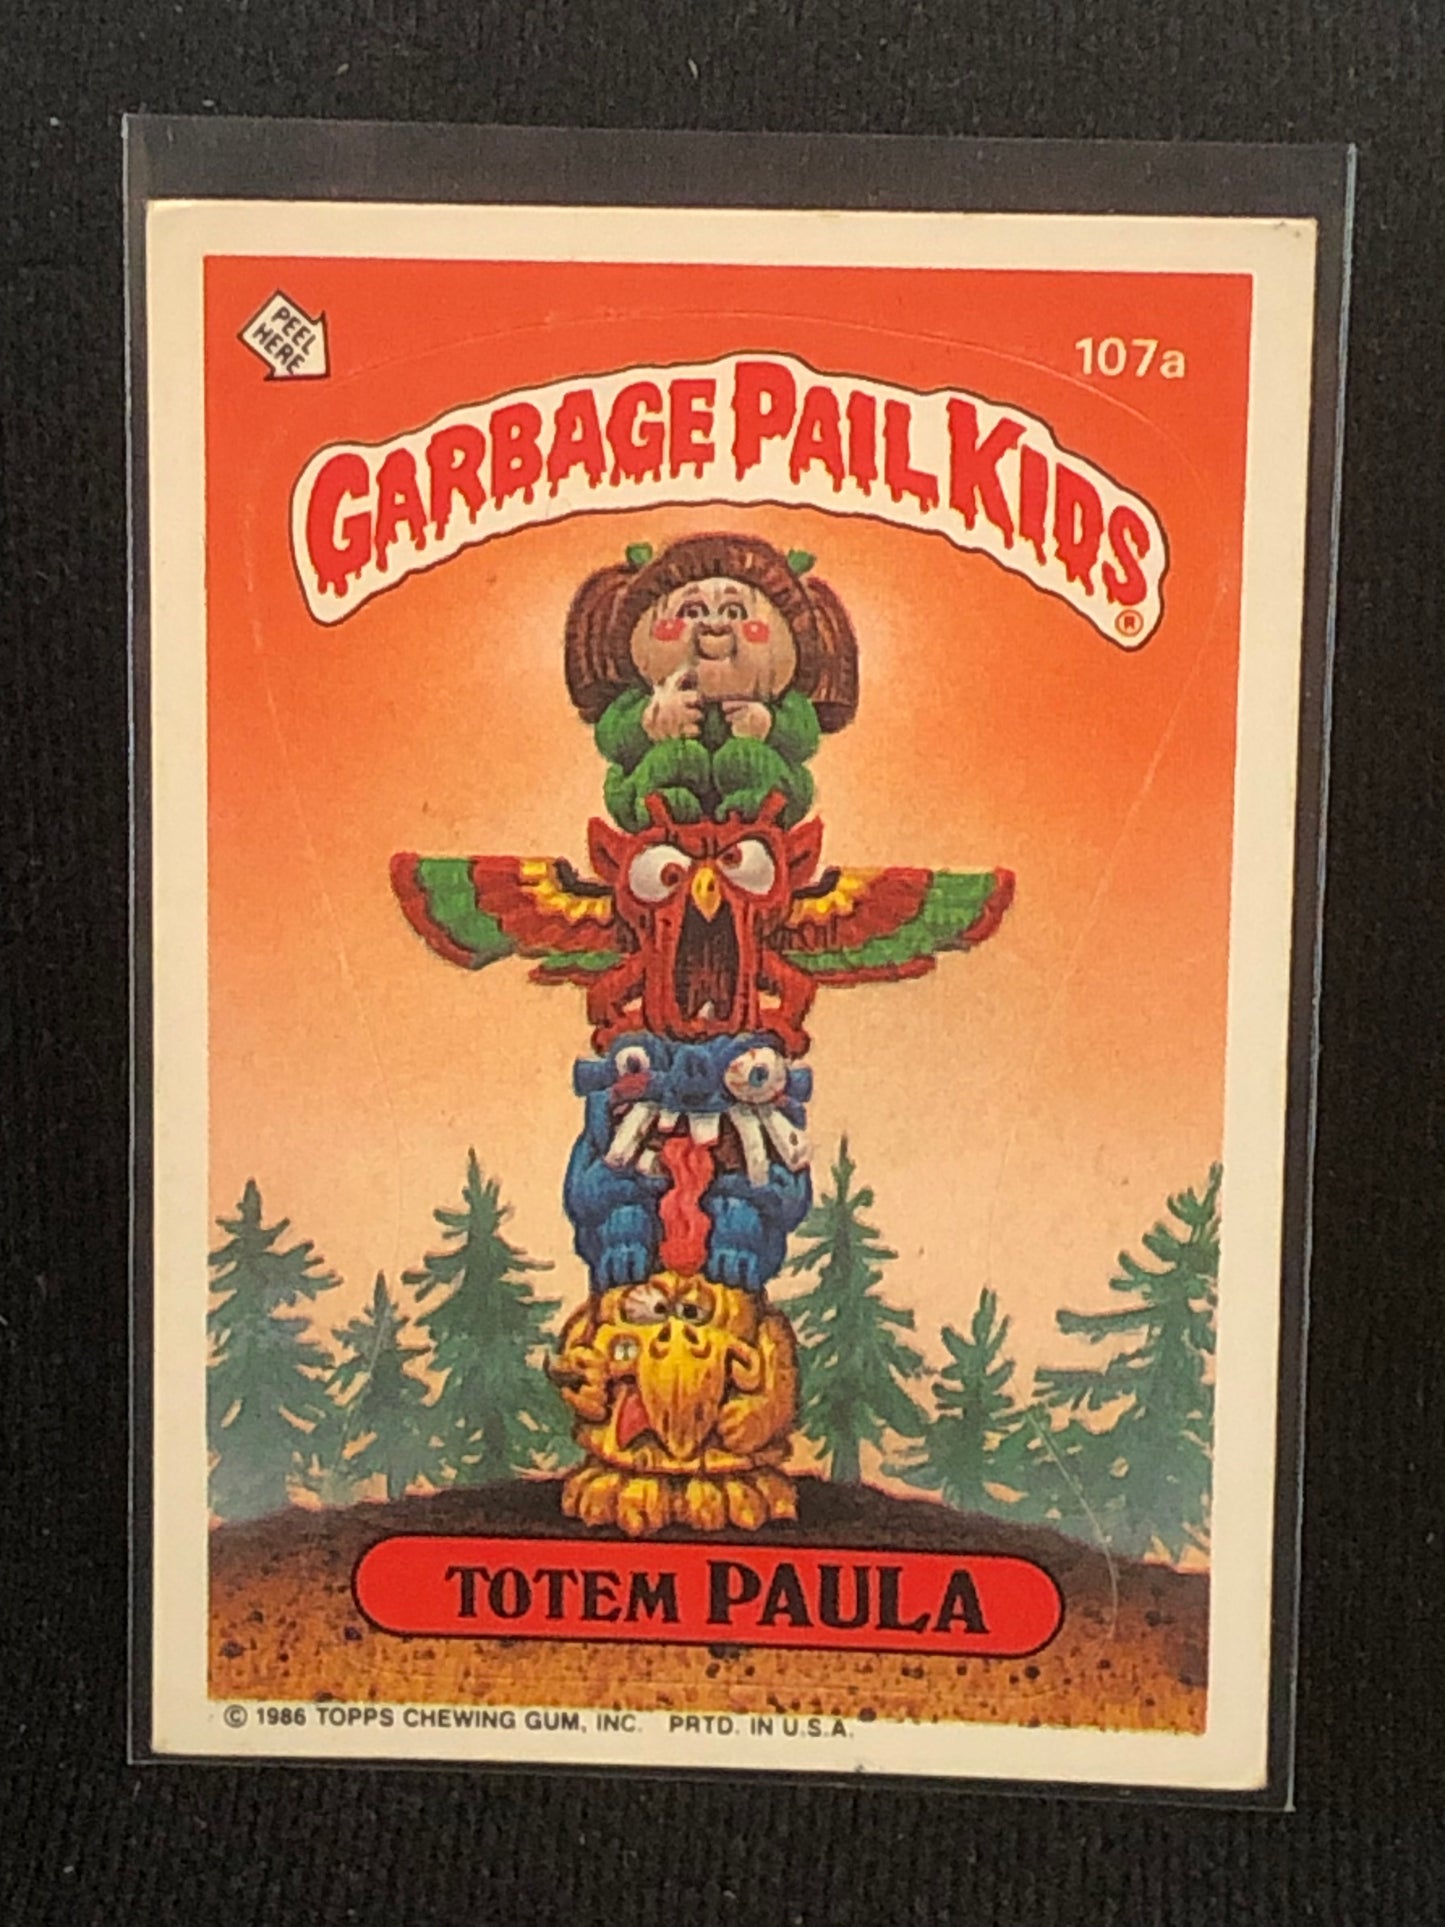 PEEL
HERE
107a
GARBAGE PAIL KIDS
®
TOTEM PAULA
© 1986 TOPPS CHEWING GUM, INC. PRTD. IN U.S.A.